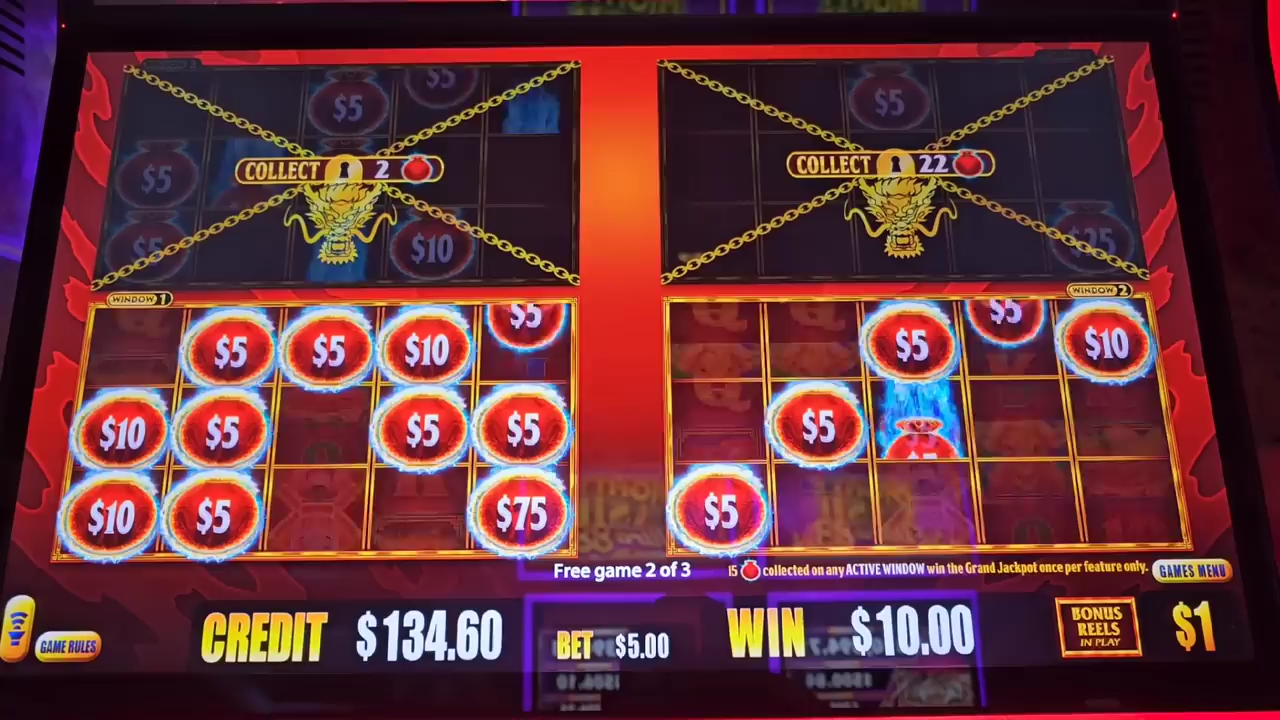 $5 $5
$5
COLLECT 2
COLLECT 22
$5
$5 $10
$25
WINDOW 1
WINDOW 2
$5 $5 $10 $5
$5 $5 $10
$10 $5 $5 $5
$5
$10 $5 $75
$5
Free game 2 of 3
15 collected on any ACTIVE WINDOW win the Grand Jackpot once per feature only.
GAMES MENU
GAME RULES
CREDIT $134.60
BET $5.00
WIN $10.00
BONUS
REELS
IN PLAY
$1